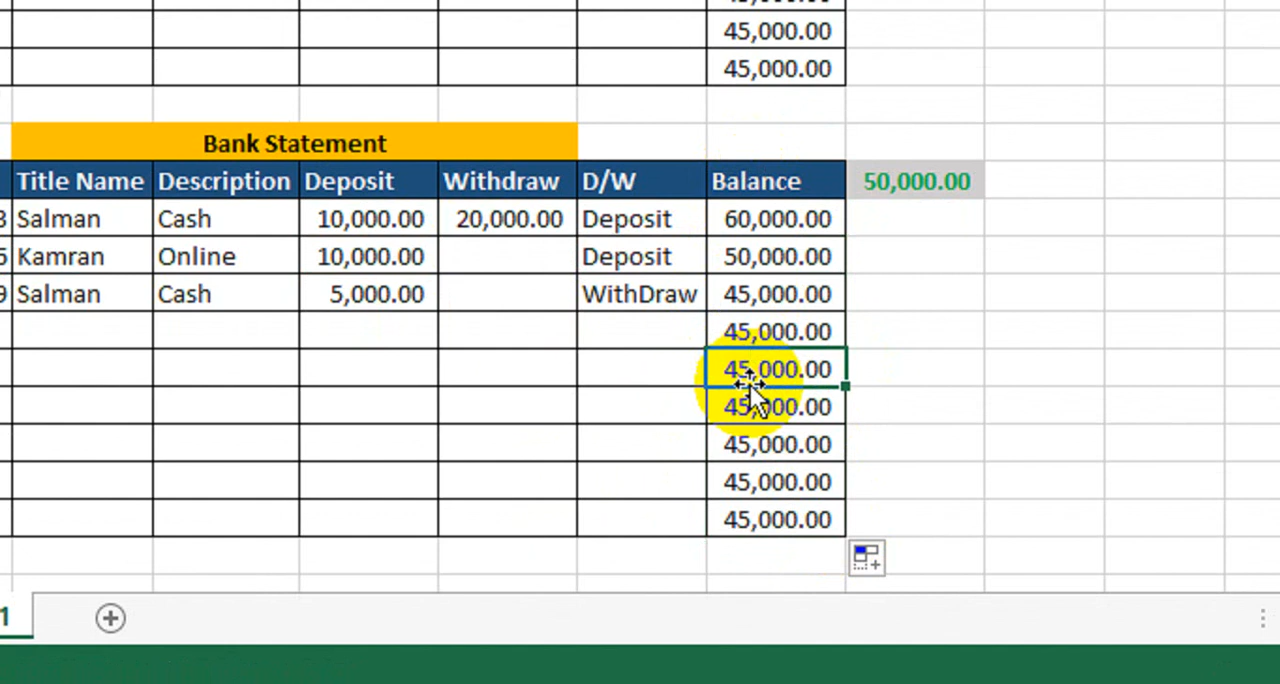 45,000.00
45,000.00
Bank Statement
Title Name Description Deposit Withdraw D/W Balance 50,000.00
3 Salman Cash 10,000.00 20,000.00 Deposit 60,000.00
Kamran Online 10,000.00 Deposit 50,000.00
9 Salman Cash 5,000.00 WithDraw 45,000.00
45,000.00
45,000.00
45,000.00
45,000.00
45,000.00
45,000.00
1